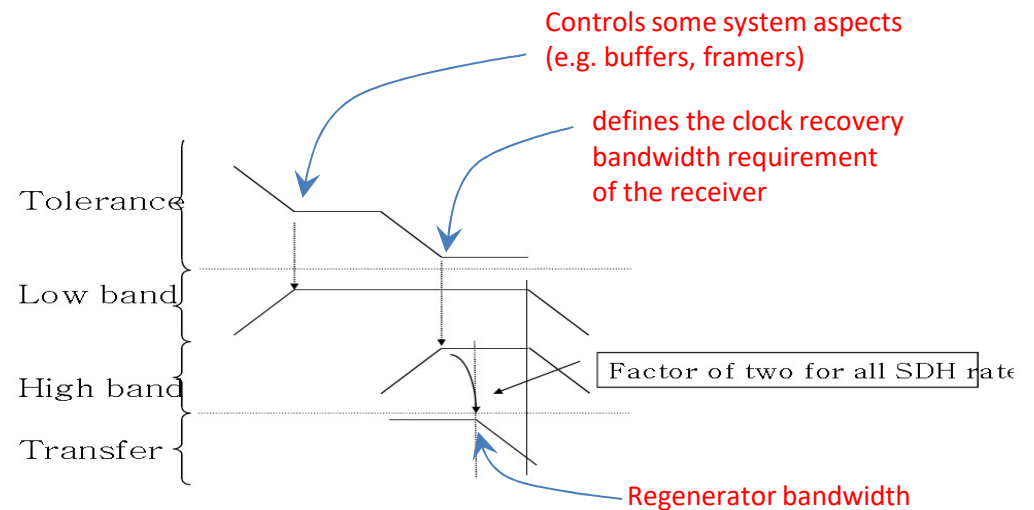 Controls some system aspects
(e.g. buffers, framers)
defines the clock recovery
bandwidth requirement
of the receiver
Tolerance
Low band
High band
Factor of two for all SDH rate
Transfer
Regenerator bandwidth